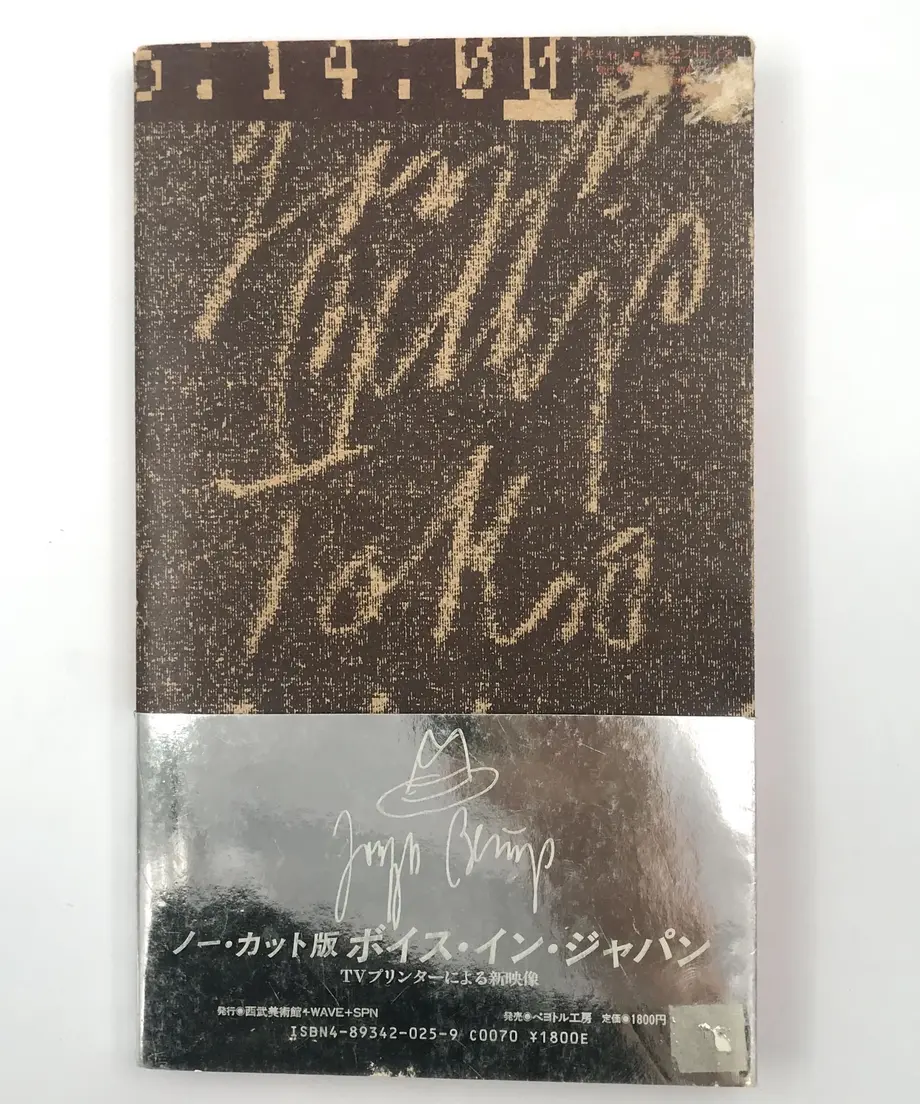 :14:00
Tokio
Joseph Beuys
ノー・カット版 ボイス・イン・ジャパン
TVプリンターによる新映像
発行◉西武美術館+WAVE+SPN 発売◉ペヨトル工房 定価◉1800円
ISBN4-89342-025-9 C0070 ¥1800E